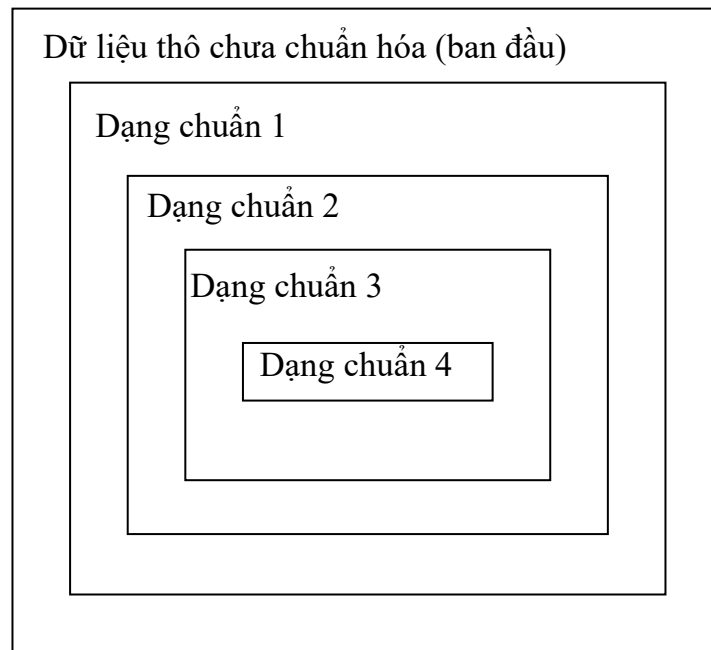 Dữ liệu thô chưa chuẩn hóa (ban đầu)
Dạng chuẩn 1
Dạng chuẩn 2
Dạng chuẩn 3
Dạng chuẩn 4